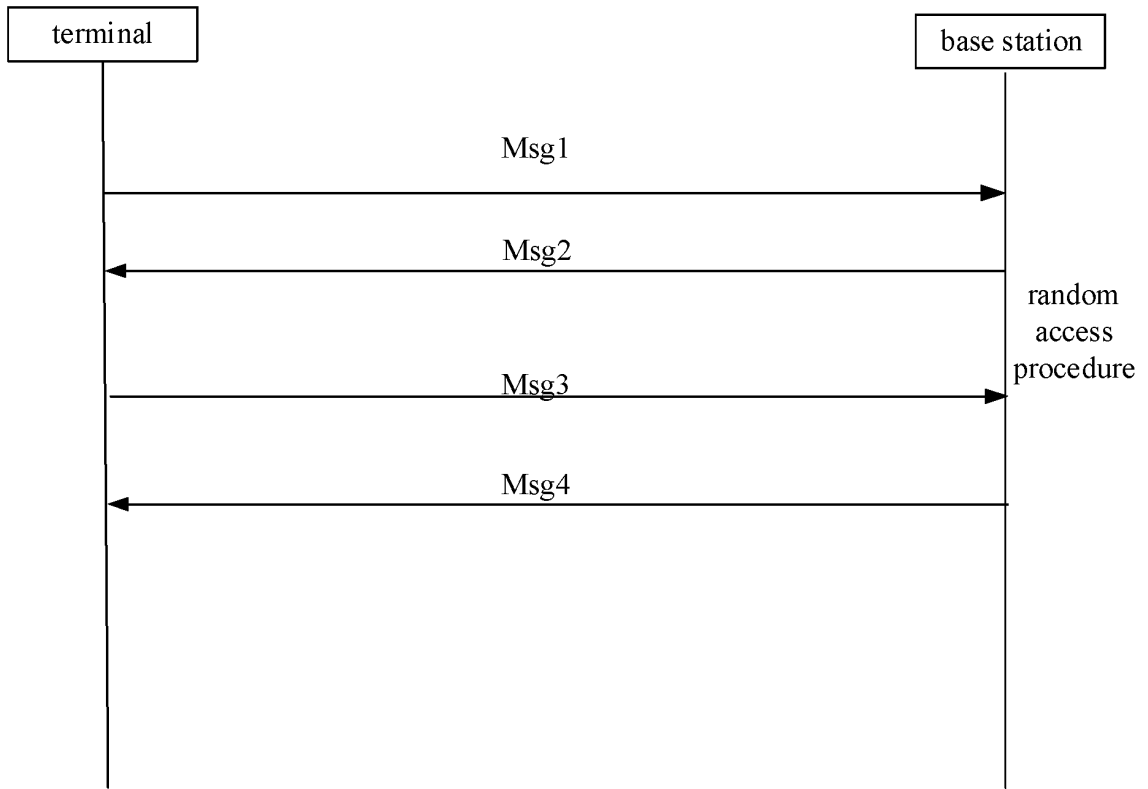 terminal
base station
Msg1
Msg2
random
access
procedure
Msg3
Msg4